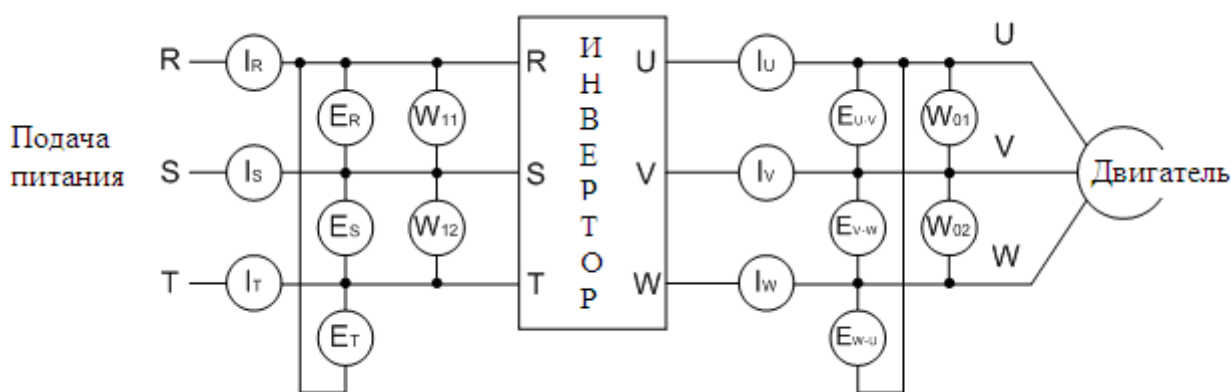 Подача
питания
R
S
T
IR
IS
IT
ER
ES
ET
W11
W12
R
S
T
ИНВЕРТОР
U
V
W
IU
IV
IW
EU-V
EV-W
EW-U
W01
W02
U
V
W
Двигатель